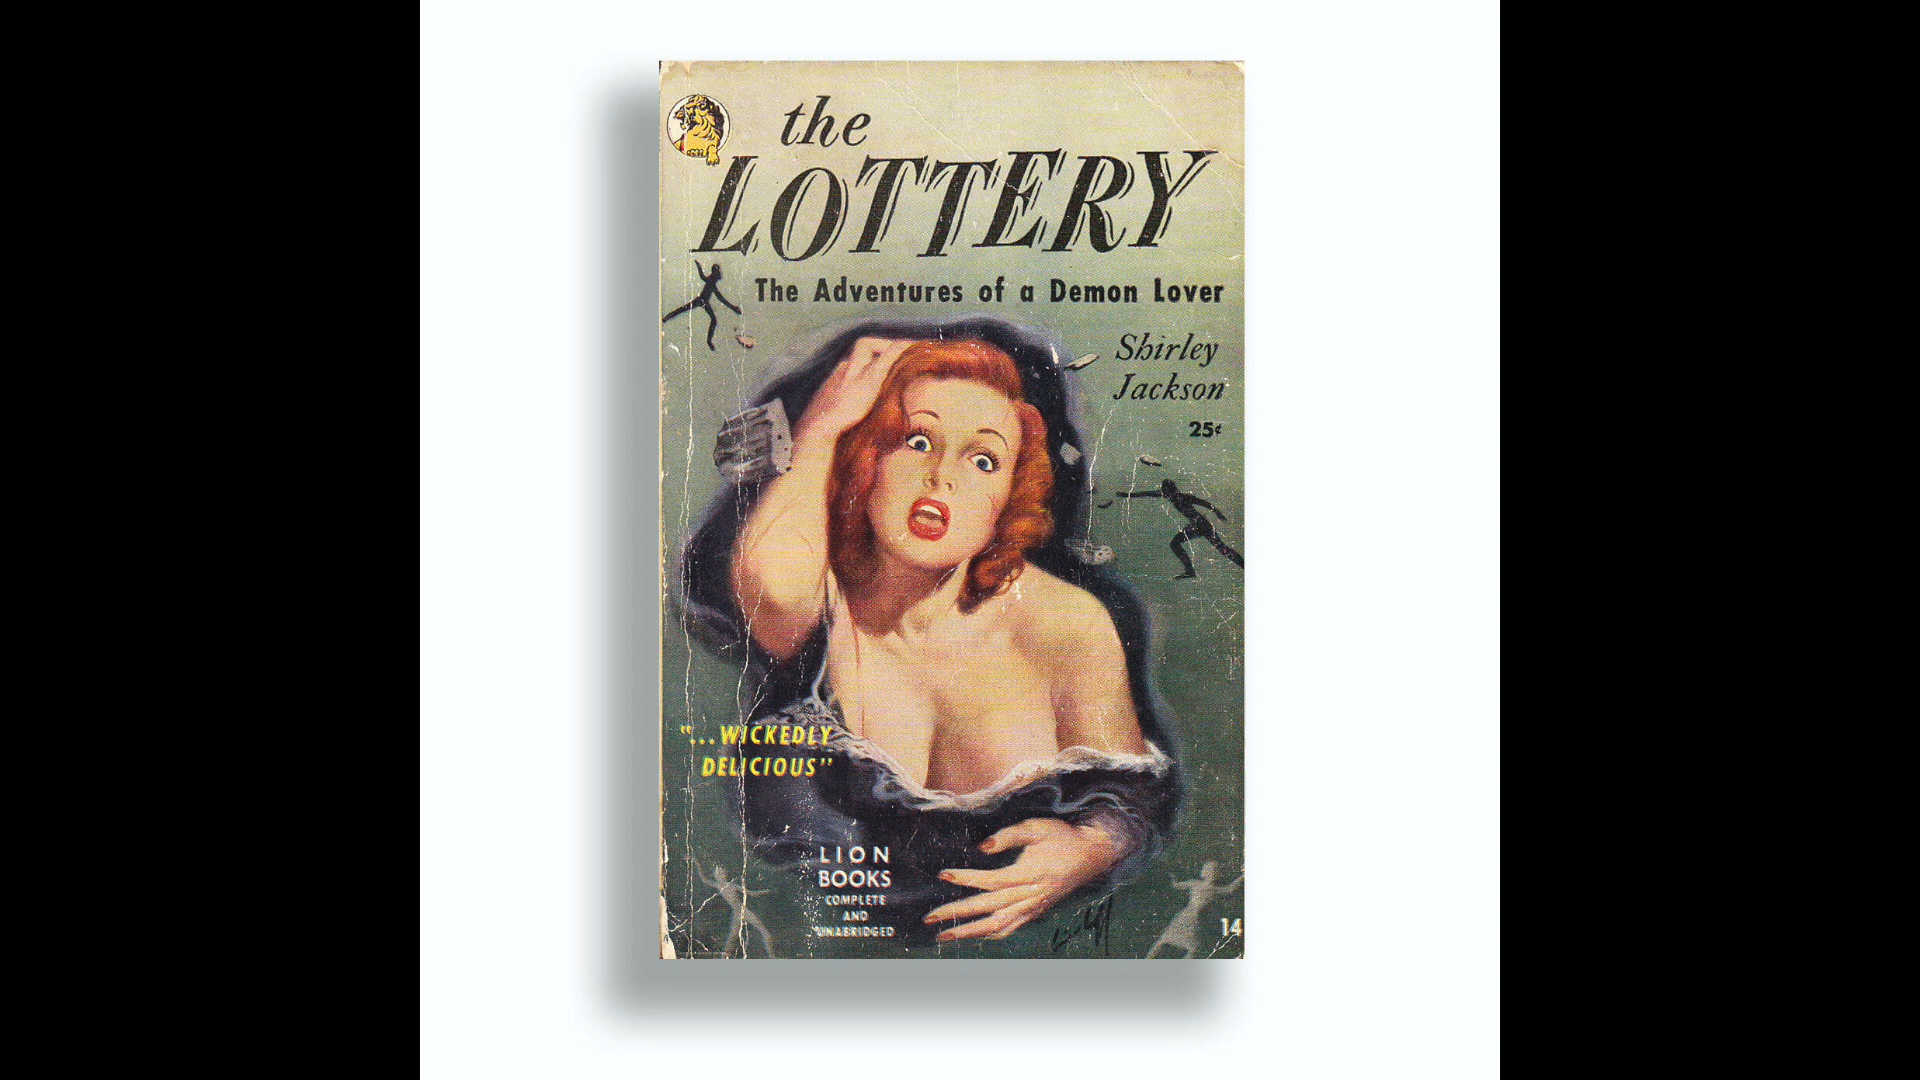 the
LOTTERY
The Adventures of a Demon Lover
Shirley
Jackson
25¢
"...WICKEDLY
DELICIOUS"
LION
BOOKS
COMPLETE
AND
UNABRIDGED
14